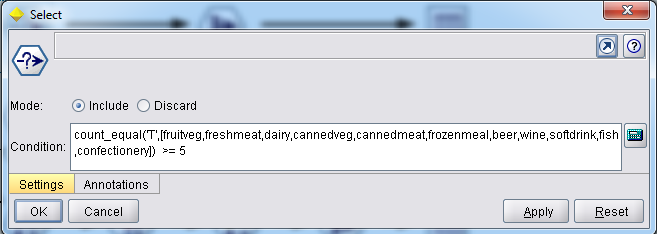 Select
Mode: Include Discard
Condition: count_equal('T',[fruitveg,freshmeat,dairy,cannedveg,cannedmeat,frozenmeal,beer,wine,softdrink,fish
,confectionery]) >= 5
Settings Annotations
OK Cancel Apply Reset